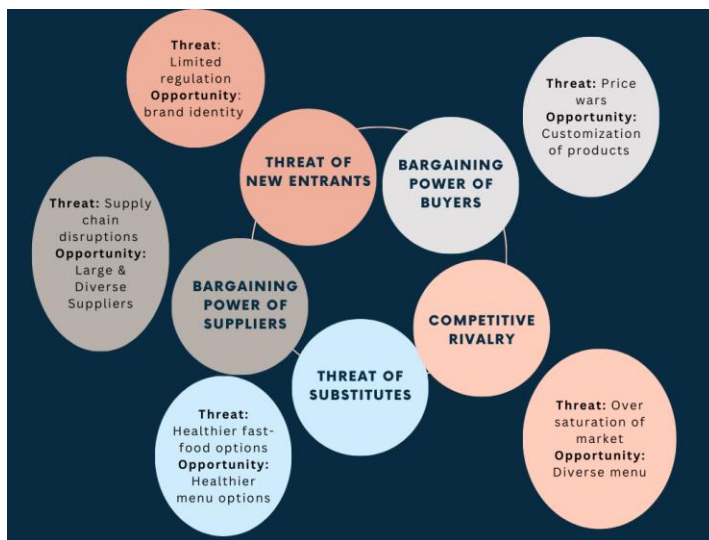 Threat:
Limited
regulation
Opportunity:
brand identity
THREAT OF
NEW ENTRANTS
BARGAINING
POWER OF
BUYERS
Threat: Price
wars
Opportunity:
Customization
of products
Threat: Supply
chain
disruptions
Opportunity:
Large &
Diverse
Suppliers
BARGAINING
POWER OF
SUPPLIERS
COMPETITIVE
RIVALRY
THREAT OF
SUBSTITUTES
Threat:
Healthier fast-
food options
Opportunity:
Healthier
menu options
Threat: Over
saturation of
market
Opportunity:
Diverse menu